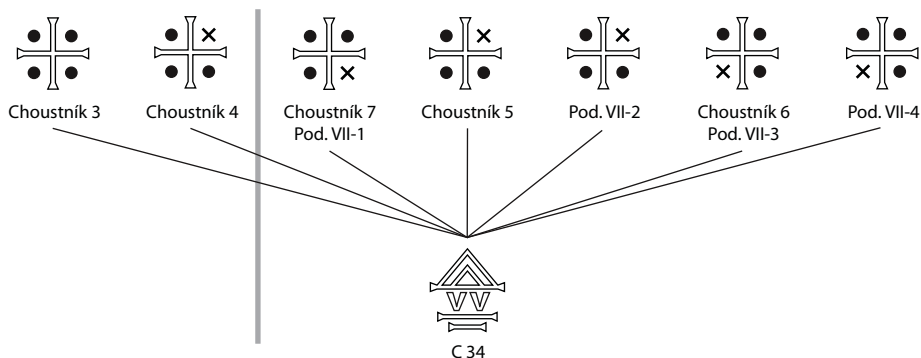 Choustník 3
Choustník 4
Choustník 7
Pod. VII-1
Choustník 5
Pod. VII-2
Choustník 6
Pod. VII-3
Pod. VII-4
C 34